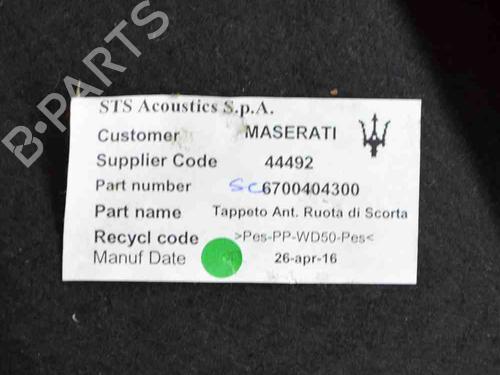 B-PARTS
STS Acoustics S.p.A.
Customer MASERATI
Supplier Code 44492
Part number SC6700404300
Part name Tappeto Ant. Ruota di Scorta
Recycl code >Pes-PP-WD50-Pes<
Manuf Date 26-apr-16